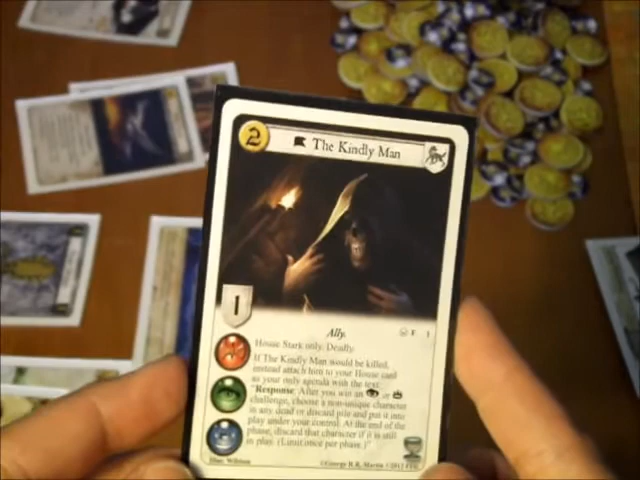 2
The Kindly Man
1
Ally.
F 1
House Stark only. Deadly.
If The Kindly Man would be killed,
instead attach him to your House card
as your only agenda with the text:
"Response: After you win an or
challenge, choose a non-unique character
in any dead or discard pile and put it into
play under your control. At the end of the
phase, discard that character if it is still
in play. (Limit once per phase.)"
©George R.R. Martin ©2012 FFG